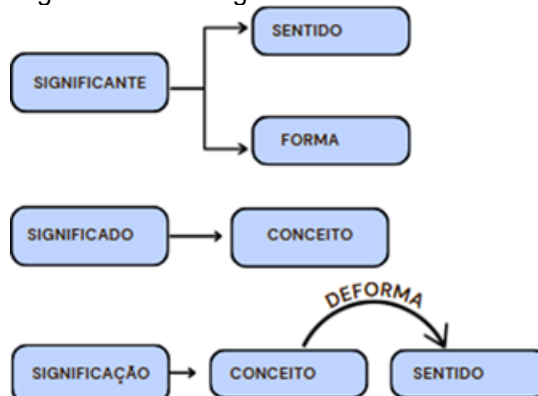 SENTIDO
SIGNIFICANTE
FORMA
SIGNIFICADO
CONCEITO
DEFORMA
SIGNIFICAÇÃO
CONCEITO
SENTIDO